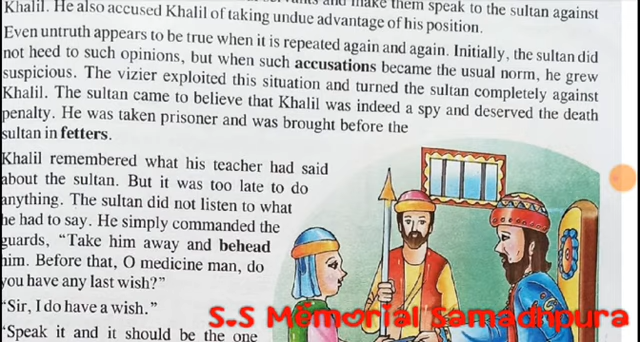 make them speak to the sultan against
Khalil. He also accused Khalil of taking undue advantage of his position.
Even untruth appears to be true when it is repeated again and again. Initially, the sultan did
not heed to such opinions, but when such accusations became the usual norm, he grew
suspicious. The vizier exploited this situation and turned the sultan completely against
Khalil. The sultan came to believe that Khalil was indeed a spy and deserved the death
penalty. He was taken prisoner and was brought before the
sultan in fetters.
Khalil remembered what his teacher had said
about the sultan. But it was too late to do
anything. The sultan did not listen to what
he had to say. He simply commanded the
guards, “Take him away and behead
him. Before that, O medicine man, do
you have any last wish?”
“Sir, I do have a wish.”
“Speak it and it should be the one
S.S Memorial Samadhpura